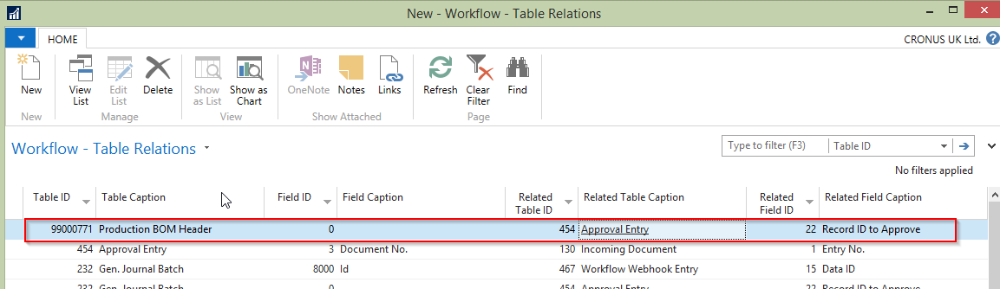 New - Workflow - Table Relations
HOME
CRONUS UK Ltd.
New
View List
Edit List
Delete
Show as List
Show as Chart
OneNote
Notes
Links
Refresh
Clear Filter
Find
New
Manage
View
Show Attached
Page
Workflow - Table Relations
Type to filter (F3)
Table ID
No filters applied
Table ID Table Caption Field ID Field Caption Related Table ID Related Table Caption Related Field ID Related Field Caption
99000771 Production BOM Header 0 454 Approval Entry 22 Record ID to Approve
454 Approval Entry 3 Document No. 130 Incoming Document 1 Entry No.
232 Gen. Journal Batch 8000 Id 467 Workflow Webhook Entry 15 Data ID
232 Gen. Journal Batch 0 454 Approval Entry 22 Record ID to Approve